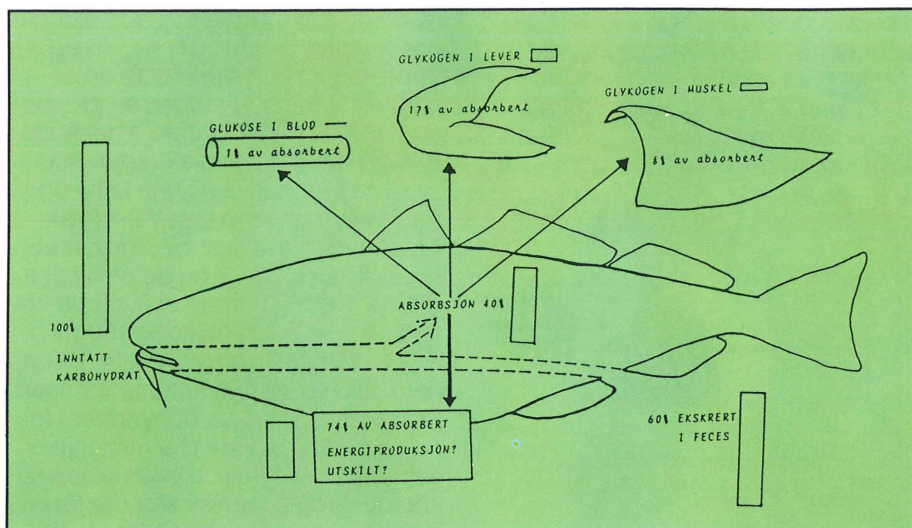 GLYKOGEN I LEVER
17% av absorbert
GLYKOGEN I MUSKEL
8% av absorbert
GLUKOSE I BLOD
1% av absorbert
ABSORBSJON 40%
100%
INNTATT
KARBOHYDRAT
74% AV ABSORBERT
ENERGIPRODUKSJON?
UTSKILT?
60% EKSKRERT
I FECES